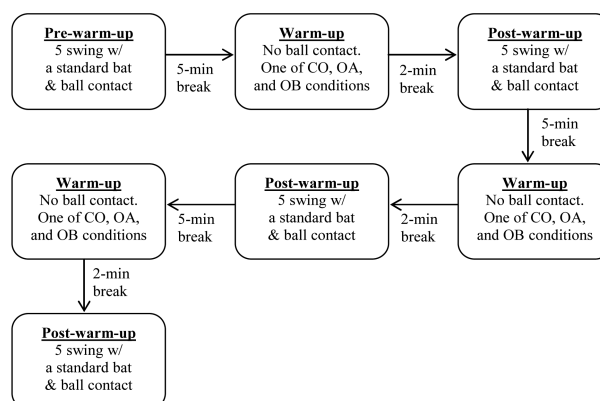 Pre-warm-up
5 swing w/
a standard bat
& ball contact
5-min
break
Warm-up
No ball contact.
One of CO, OA,
and OB conditions
2-min
break
Post-warm-up
5 swing w/
a standard bat
& ball contact
5-min
break
Warm-up
No ball contact.
One of CO, OA,
and OB conditions
2-min
break
Post-warm-up
5 swing w/
a standard bat
& ball contact
5-min
break
Warm-up
No ball contact.
One of CO, OA,
and OB conditions
2-min
break
Post-warm-up
5 swing w/
a standard bat
& ball contact